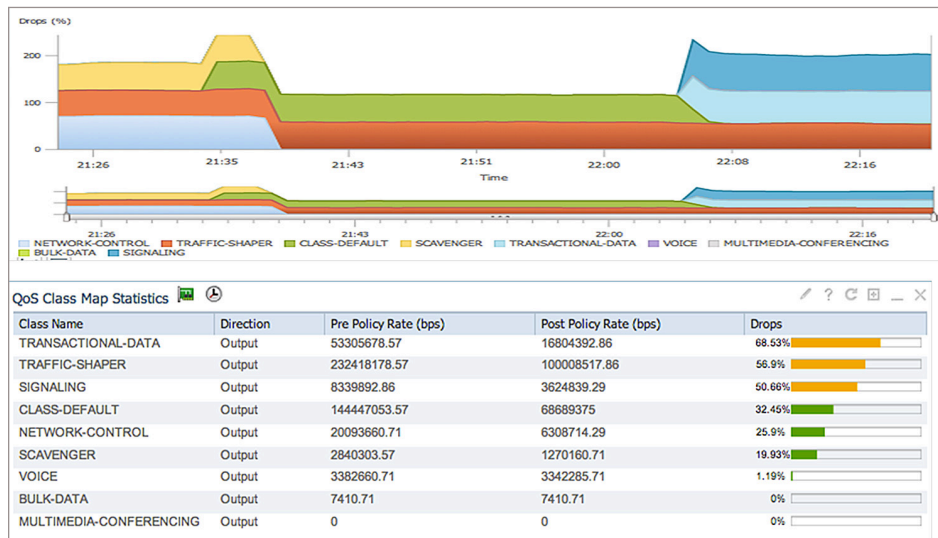 Drops (%)
200
100
0
21:26 21:35 21:43 21:51 22:00 22:08 22:16
Time
21:26 21:43 22:00 22:16
NETWORK-CONTROL TRAFFIC-SHAPER CLASS-DEFAULT SCAVENGER TRANSACTIONAL-DATA VOICE MULTIMEDIA-CONFERENCING
BULK-DATA SIGNALING
QoS Class Map Statistics
Class Name Direction Pre Policy Rate (bps) Post Policy Rate (bps) Drops
TRANSACTIONAL-DATA Output 53305678.57 16804392.86 68.53%
TRAFFIC-SHAPER Output 232418178.57 100008517.86 56.9%
SIGNALING Output 8339892.86 3624839.29 50.66%
CLASS-DEFAULT Output 144447053.57 68689375 32.45%
NETWORK-CONTROL Output 20093660.71 6308714.29 25.9%
SCAVENGER Output 2840303.57 1270160.71 19.93%
VOICE Output 3382660.71 3342285.71 1.19%
BULK-DATA Output 7410.71 7410.71 0%
MULTIMEDIA-CONFERENCING Output 0 0 0%